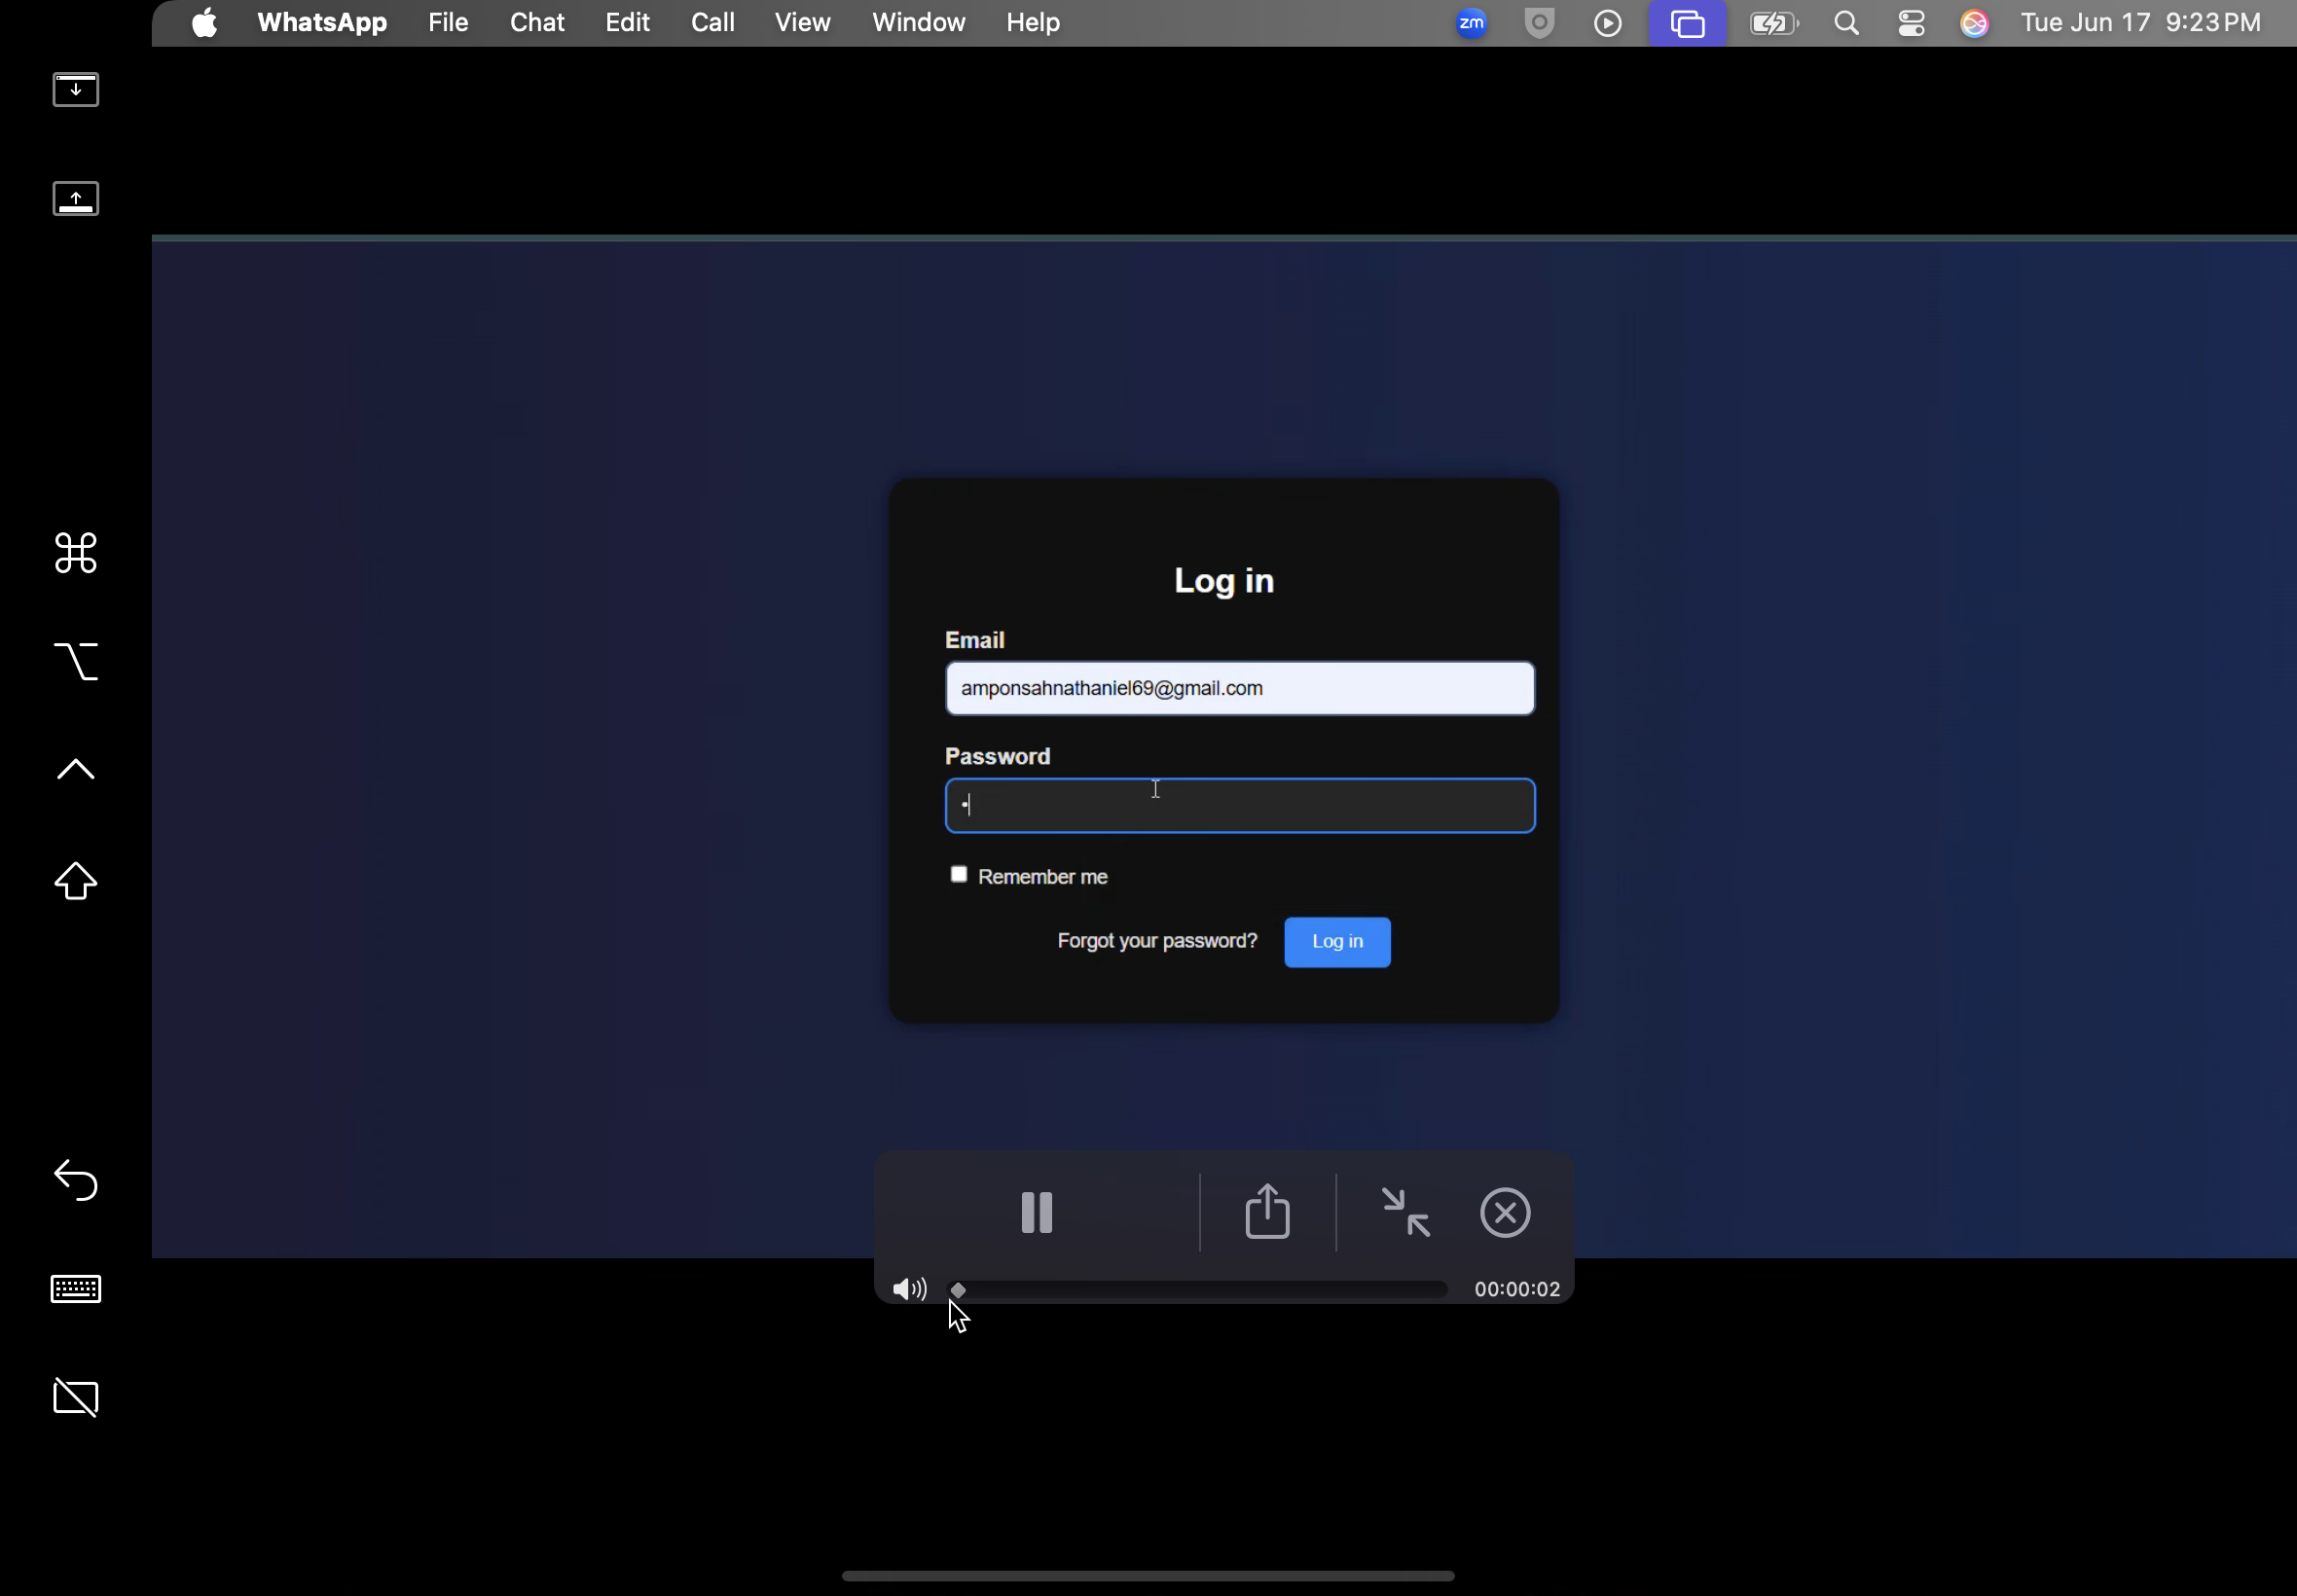 WhatsApp File Chat Edit Call View Window Help zm Tue Jun 17 9:23 PM
Log in
Email
amponsahnathaniel69@gmail.com
Password
Remember me
Forgot your password? Log in
00:00:02